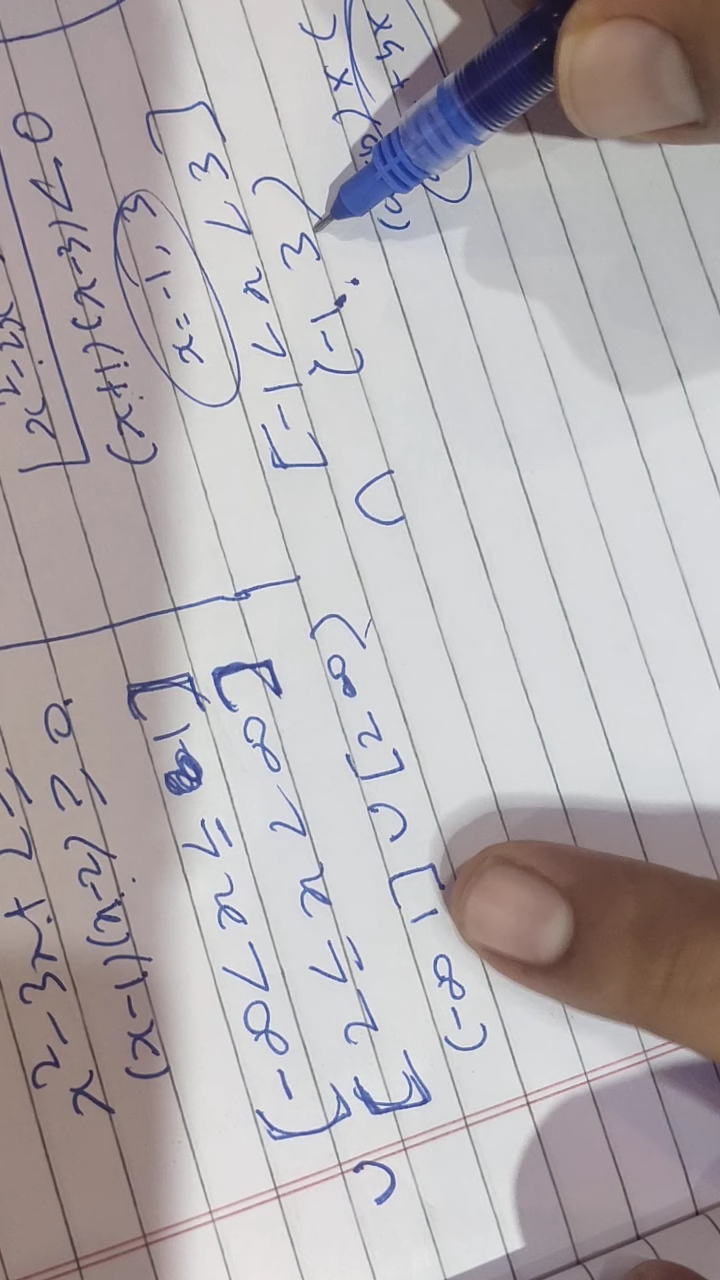 x² - 3x + 2 ≥
(x-1)(x-2) ≥ 0
[-∞ < x ≤ 1]
∪ [2 ≤ x < ∞]
(-∞, 1] ∪ [2, ∞)
∪
x² - 2x
(x+1)(x-3) < 0
x = -1, 3
[-1 < x < 3]
(-1, 3)